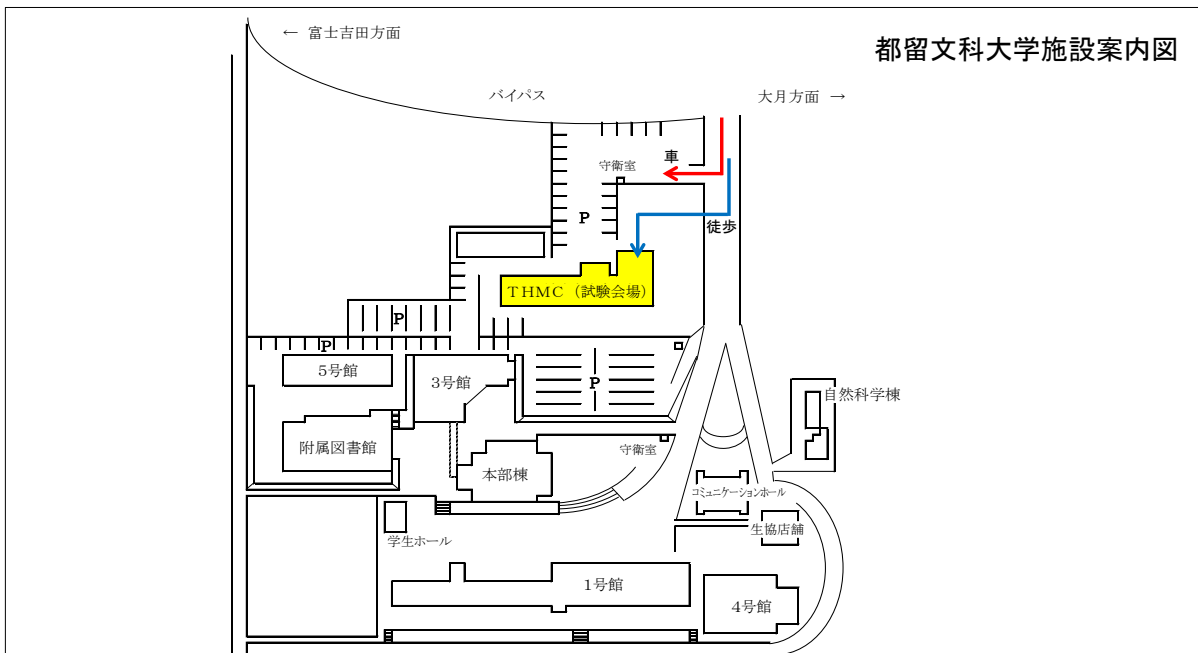 都留文科大学施設案内図
← 富士吉田方面
バイパス
大月方面 →
守衛室
車
徒歩
P
THMC（試験会場）
P
P
5号館
3号館
P
自然科学棟
附属図書館
本部棟
守衛室
コミュニケーションホール
生協店舗
学生ホール
1号館
4号館